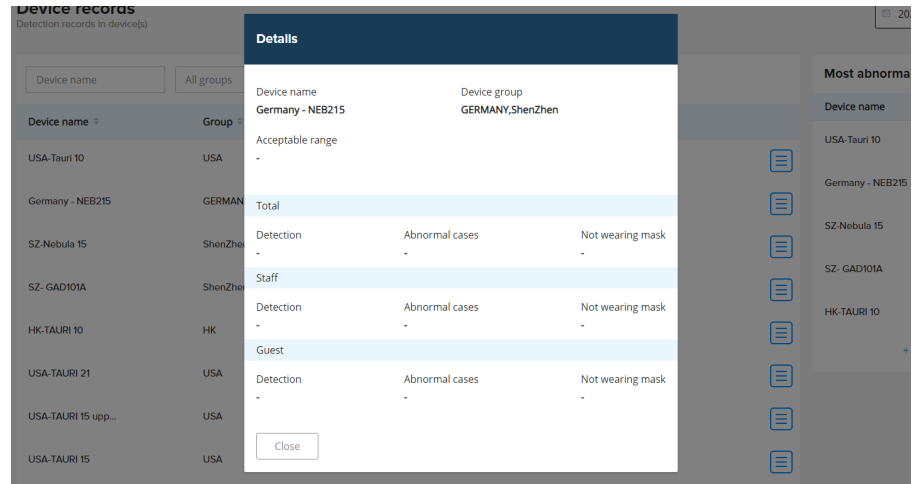 Device records
Detection records in device(s)
Device name
All groups
Device name Group
USA-Tauri 10 USA
Germany - NEB215 GERMAN
SZ-Nebula 15 ShenZhe
SZ- GAD101A ShenZhe
HK-TAURI 10 HK
USA-TAURI 21 USA
USA-TAURI 15 upp... USA
USA-TAURI 15 USA
Details
Device name Device group
Germany - NEB215 GERMANY,ShenZhen
Acceptable range
-
Total
Detection Abnormal cases Not wearing mask
- - -
Staff
Detection Abnormal cases Not wearing mask
- - -
Guest
Detection Abnormal cases Not wearing mask
- - -
Close
Most abnorma
Device name
USA-Tauri 10
Germany - NEB215
SZ-Nebula 15
SZ- GAD101A
HK-TAURI 10
+